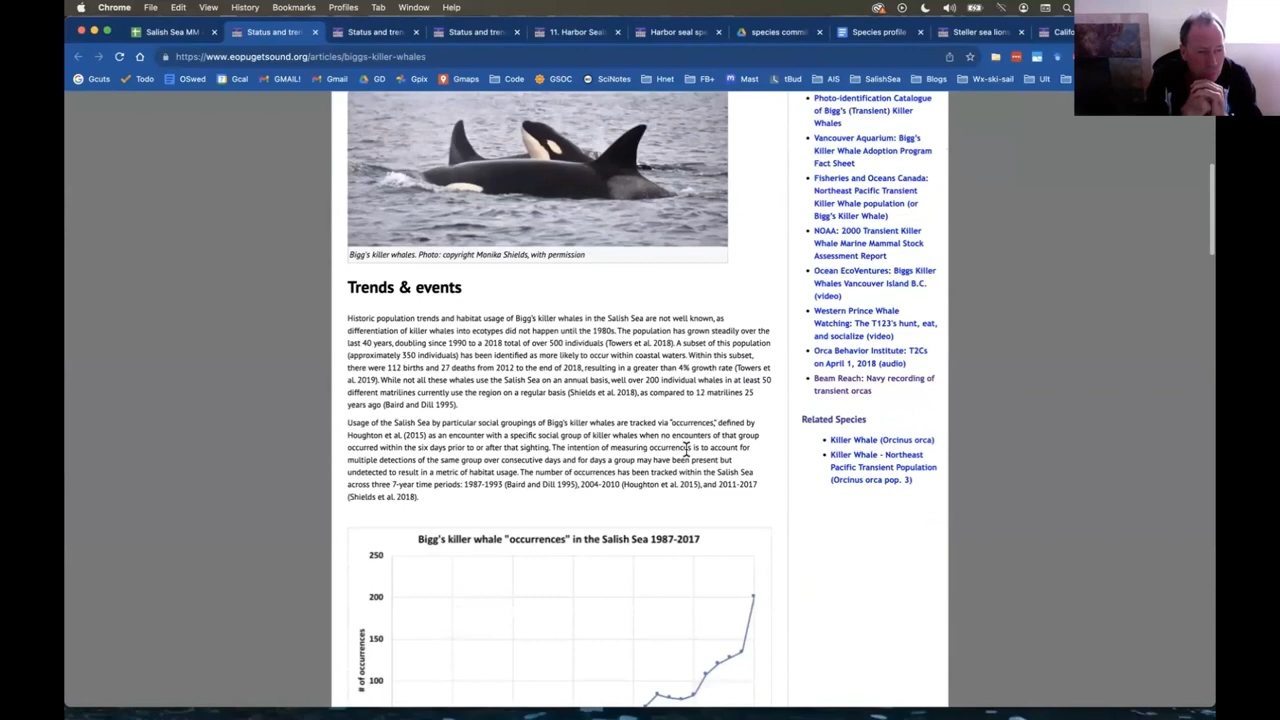 Chrome File Edit View History Bookmarks Profiles Tab Window Help
Salish Sea MM
Status and tren
Status and tren
Status and tren
11. Harbor Seal
Harbor seal spe
species commi
Species profile
Steller sea lions
Califo
https://www.eopugetsound.org/articles/biggs-killer-whales
Gcuts Todo OSwed Gcal GMAIL! Gmail GD Gpix Gmaps Code GSOC SciNotes Hnet FB+ Mast tBud AIS SalishSea Blogs Wx-ski-sail Ult
Bigg's killer whales. Photo: copyright Monika Shields, with permission
Trends & events
Historic population trends and habitat usage of Bigg's killer whales in the Salish Sea are not well known, as
differentiation of killer whales into ecotypes did not happen until the 1980s. The population has grown steadily over the
last 40 years, doubling since 1990 to a 2018 total of over 500 individuals (Towers et al. 2018). A subset of this population
(approximately 350 individuals) has been identified as more likely to occur within coastal waters. Within this subset,
there were 112 births and 27 deaths from 2012 to the end of 2018, resulting in a greater than 4% growth rate (Towers et
al. 2019). While not all these whales use the Salish Sea on an annual basis, well over 200 individual whales in at least 50
different matrilines currently use the region on a regular basis (Shields et al. 2018), as compared to 12 matrilines 25
years ago (Baird and Dill 1995).
Usage of the Salish Sea by particular social groupings of Bigg's killer whales are tracked via "occurrences," defined by
Houghton et al. (2015) as an encounter with a specific social group of killer whales when no encounters of that group
occurred within the six days prior to or after that sighting. The intention of measuring occurrences is to account for
multiple detections of the same group over consecutive days and for days a group may have been present but
undetected to result in a metric of habitat usage. The number of occurrences has been tracked within the Salish Sea
across three 7-year time periods: 1987-1993 (Baird and Dill 1995), 2004-2010 (Houghton et al. 2015), and 2011-2017
(Shields et al. 2018).
Bigg's killer whale "occurrences" in the Salish Sea 1987-2017
250
200
150
100
# of occurrences
Photo-identification Catalogue
of Bigg's (Transient) Killer
Whales
Vancouver Aquarium: Bigg's
Killer Whale Adoption Program
Fact Sheet
Fisheries and Oceans Canada:
Northeast Pacific Transient
Killer Whale population (or
Bigg's Killer Whale)
NOAA: 2000 Transient Killer
Whale Marine Mammal Stock
Assessment Report
Ocean EcoVentures: Biggs Killer
Whales Vancouver Island B.C.
(video)
Western Prince Whale
Watching: The T123's hunt, eat,
and socialize (video)
Orca Behavior Institute: T2Cs
on April 1, 2018 (audio)
Beam Reach: Navy recording of
transient orcas
Related Species
Killer Whale (Orcinus orca)
Killer Whale - Northeast
Pacific Transient Population
(Orcinus orca pop. 3)